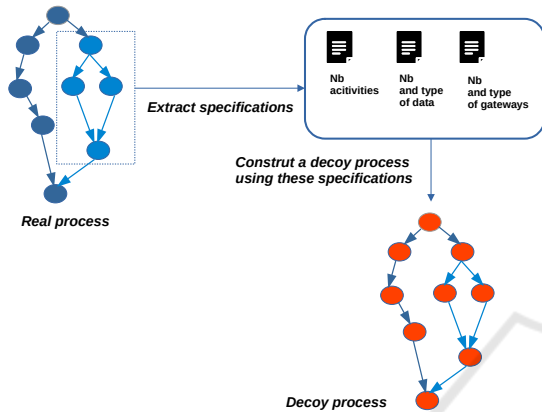 Nb
acitivities
Nb
and type
of data
Nb
and type
of gateways
Extract specifications
Construt a decoy process
using these specifications
Real process
Decoy process